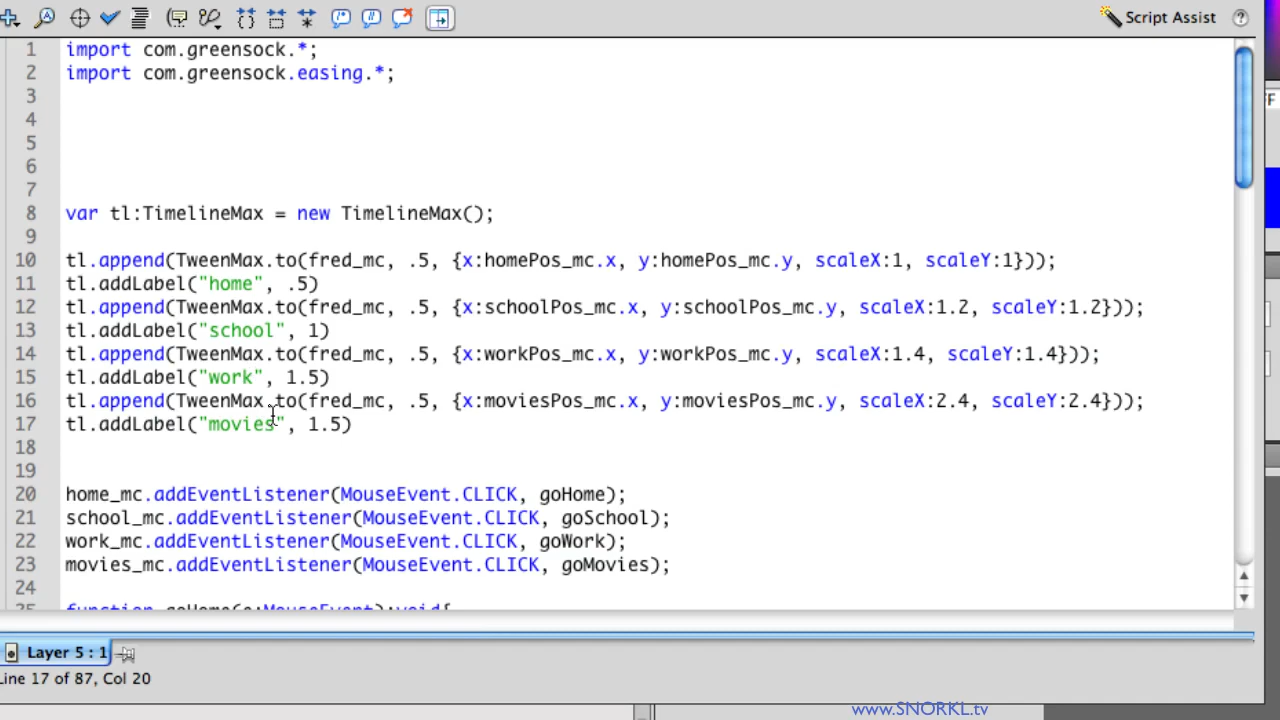 Script Assist
1 import com.greensock.*;
2 import com.greensock.easing.*;
3
4
5
6
7
8 var tl:TimelineMax = new TimelineMax();
9
10 tl.append(TweenMax.to(fred_mc, .5, {x:homePos_mc.x, y:homePos_mc.y, scaleX:1, scaleY:1}));
11 tl.addLabel("home", .5)
12 tl.append(TweenMax.to(fred_mc, .5, {x:schoolPos_mc.x, y:schoolPos_mc.y, scaleX:1.2, scaleY:1.2}));
13 tl.addLabel("school", 1)
14 tl.append(TweenMax.to(fred_mc, .5, {x:workPos_mc.x, y:workPos_mc.y, scaleX:1.4, scaleY:1.4}));
15 tl.addLabel("work", 1.5)
16 tl.append(TweenMax.to(fred_mc, .5, {x:moviesPos_mc.x, y:moviesPos_mc.y, scaleX:2.4, scaleY:2.4}));
17 tl.addLabel("movies", 1.5)
18
19
20 home_mc.addEventListener(MouseEvent.CLICK, goHome);
21 school_mc.addEventListener(MouseEvent.CLICK, goSchool);
22 work_mc.addEventListener(MouseEvent.CLICK, goWork);
23 movies_mc.addEventListener(MouseEvent.CLICK, goMovies);
24
25 function goHome(e:MouseEvent):void{
Layer 5 : 1
Line 17 of 87, Col 20
www.SNORKL.tv